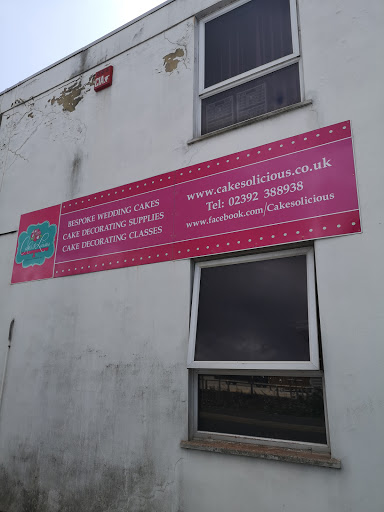 BESPOKE WEDDING CAKES
CAKE DECORATING SUPPLIES
CAKE DECORATING CLASSES
www.cakesolicious.co.uk
Tel: 02392 388938
www.facebook.com/Cakesolicious